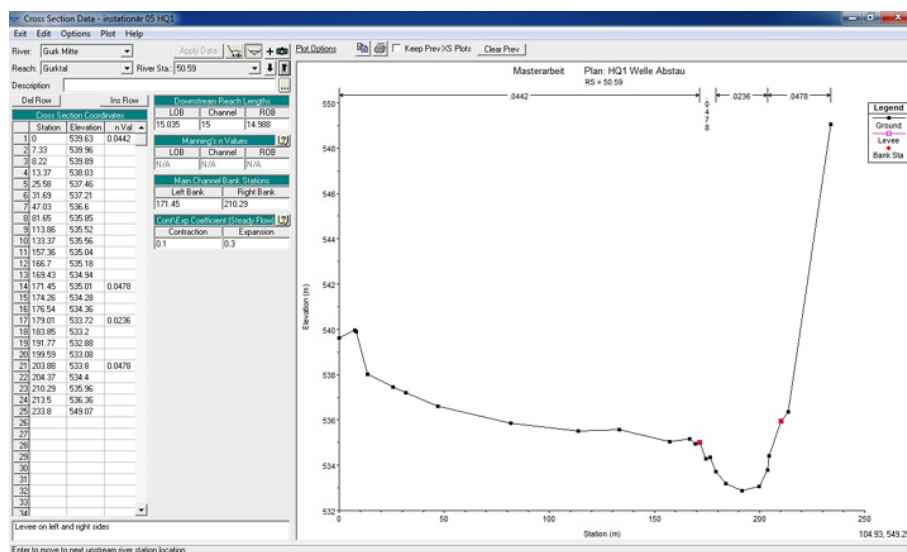 Cross Section Data - instationär 05 HQ1
Exit Edit Options Plot Help
River: Gurk Mitte Apply Data Plot Options Keep Prev XS Plots Clear Prev
Reach: Gurktal River Sta.: 50.59
Description
Del Row Ins Row
Cross Section Coordinates
Station Elevation n Val
1 0 539.63 0.0442
2 7.33 539.96
3 8.22 539.89
4 13.37 538.03
5 25.58 537.46
6 31.69 537.21
7 47.03 536.6
8 81.65 535.85
9 113.86 535.52
10 133.37 535.56
11 157.36 535.04
12 166.7 535.18
13 169.43 534.94
14 171.45 535.01 0.0478
15 174.26 534.28
16 176.54 534.36
17 179.01 533.72 0.0236
18 183.85 533.2
19 191.77 532.88
20 199.59 533.08
21 203.88 533.8 0.0478
22 204.37 534.4
23 210.29 535.96
24 213.5 536.36
25 233.8 549.07
26
27
28
29
30
31
32
33
34
Downstream Reach Lengths
LOB Channel ROB
15.035 15 14.988
Manning's n Values
LOB Channel ROB
N/A N/A N/A
Main Channel Bank Stations
Left Bank Right Bank
171.45 210.29
Cont\Exp Coefficient (Steady Flow)
Contraction Expansion
0.1 0.3
Levee on left and right sides
Enter to move to next upstream river station location
Masterarbeit Plan: HQ1 Welle Abstau
RS = 50.59
.0442 .0478 .0236 .0478
Legend
Ground
Levee
Bank Sta
Elevation (m)
550
548
546
544
542
540
538
536
534
532
0 50 100 150 200 250
Station (m)
104.93, 549.25